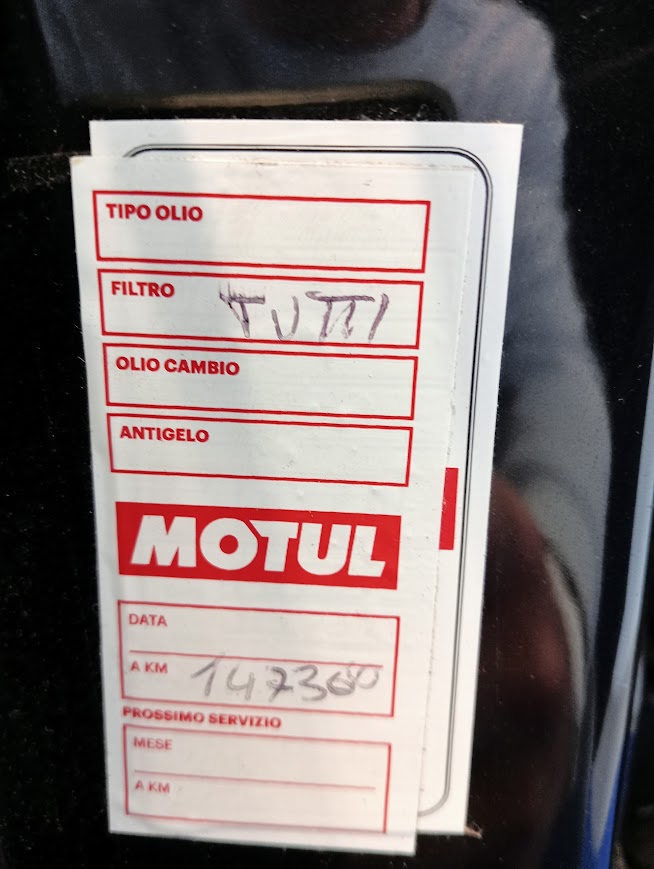 TIPO OLIO
FILTRO TUTTI
OLIO CAMBIO
ANTIGELO
MOTUL
DATA
A KM 147300
PROSSIMO SERVIZIO
MESE
A KM